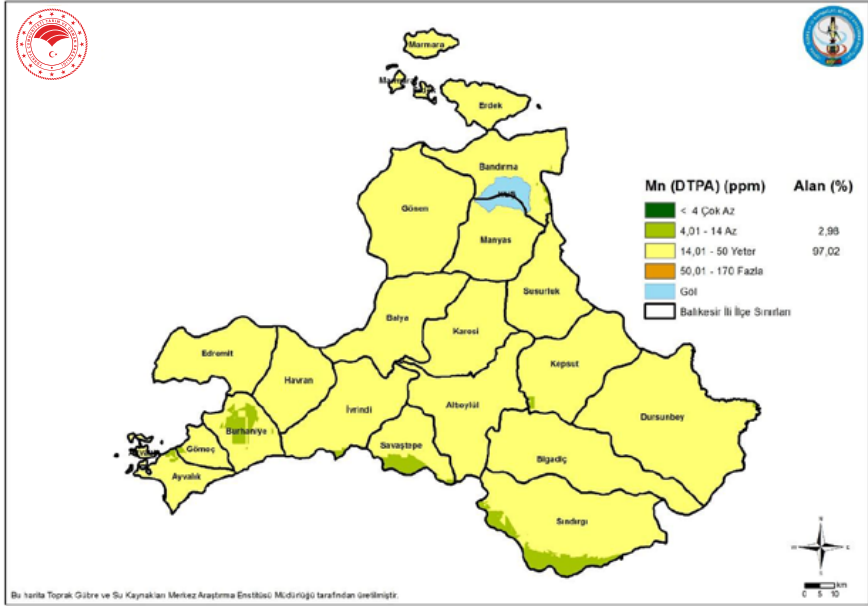 Marmara
Erdek
Bandırma
Gösen
Manyas
Mn (DTPA) (ppm) Alan (%)
< 4 Çok Az
4,01 - 14 Az 2,98
14,01 - 50 Yeter 97,02
50,01 - 170 Fazla
Göl
Balıkesir İli İlçe Sınırları
Susurlek
Balya
Karesi
Edremit
Havran
Kepsut
İvrindi
Altıeylül
Dursunbey
Burhaniye
Gömeç
Savaştepe
Bigadiç
Ayvalık
Sındırgı
N
W E
S
km
0 5 10
Bu harita Toprak Gübre ve Su Kaynakları Merkez Araştırma Enstitüsü Müdürlüğü tarafından üretilmiştir.